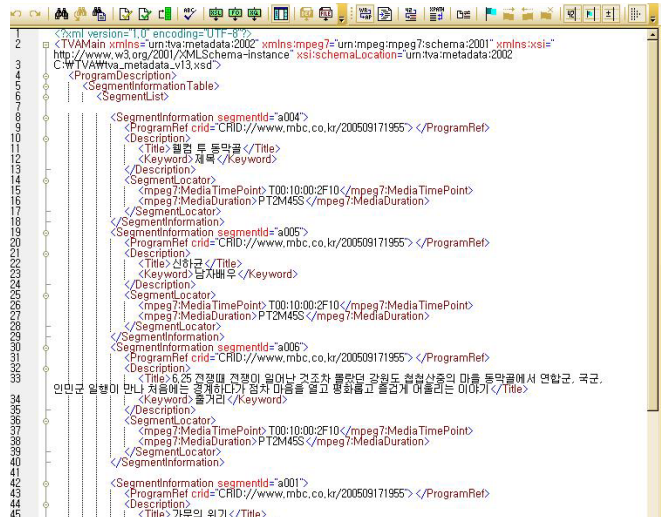 1 <?xml version="1.0" encoding="UTF-8"?>
2 <TVAMain xmlns="urn:tva:metadata:2002" xmlns:mpeg7="urn:mpeg:mpeg7:schema:2001" xmlns:xsi="
http://www.w3.org/2001/XMLSchema-instance" xsi:schemaLocation="urn:tva:metadata:2002
3 C:₩TVA₩tva_metadata_v13.xsd">
4 <ProgramDescription>
5 <SegmentInformationTable>
6 <SegmentList>
7
8 <SegmentInformation segmentId="a004">
9 <ProgramRef crid="CRID://www.mbc.co.kr/200509171955"> </ProgramRef>
10 <Description>
11 <Title>웰컴 투 동막골</Title>
12 <Keyword>제목</Keyword>
13 </Description>
14 <SegmentLocator>
15 <mpeg7:MediaTimePoint>T00:10:00:2F10</mpeg7:MediaTimePoint>
16 <mpeg7:MediaDuration>PT2M45S</mpeg7:MediaDuration>
17 </SegmentLocator>
18 </SegmentInformation>
19 <SegmentInformation segmentId="a005">
20 <ProgramRef crid="CRID://www.mbc.co.kr/200509171955"> </ProgramRef>
21 <Description>
22 <Title>신하균</Title>
23 <Keyword>남자배우</Keyword>
24 </Description>
25 <SegmentLocator>
26 <mpeg7:MediaTimePoint>T00:10:00:2F10</mpeg7:MediaTimePoint>
27 <mpeg7:MediaDuration>PT2M45S</mpeg7:MediaDuration>
28 </SegmentLocator>
29 </SegmentInformation>
30 <SegmentInformation segmentId="a006">
31 <ProgramRef crid="CRID://www.mbc.co.kr/200509171955"> </ProgramRef>
32 <Description>
33 <Title>6.25 전쟁때 전쟁이 일어난 것조차 몰랐던 강원도 첩첩산중의 마을 동막골에서 연합군, 국군,
인민군 일행이 만나 처음에는 경계하다가 점차 마음을 열고 평화롭고 즐겁게 어울리는 이야기</Title>
34 <Keyword>줄거리</Keyword>
35 </Description>
36 <SegmentLocator>
37 <mpeg7:MediaTimePoint>T00:10:00:2F10</mpeg7:MediaTimePoint>
38 <mpeg7:MediaDuration>PT2M45S</mpeg7:MediaDuration>
39 </SegmentLocator>
40 </SegmentInformation>
41
42 <SegmentInformation segmentId="a001">
43 <ProgramRef crid="CRID://www.mbc.co.kr/200509171955"> </ProgramRef>
44 <Description>
45 <Title>가문의 위기</Title>